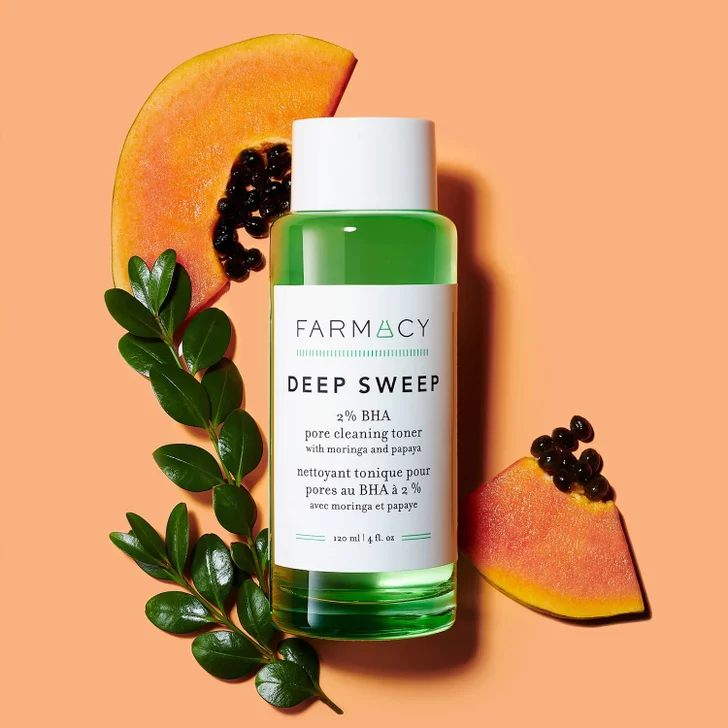 FARMACY
DEEP SWEEP
2% BHA
pore cleaning toner
with moringa and papaya
nettoyant tonique pour
pores au BHA à 2 %
avec moringa et papaye
120 ml | 4 fl. oz